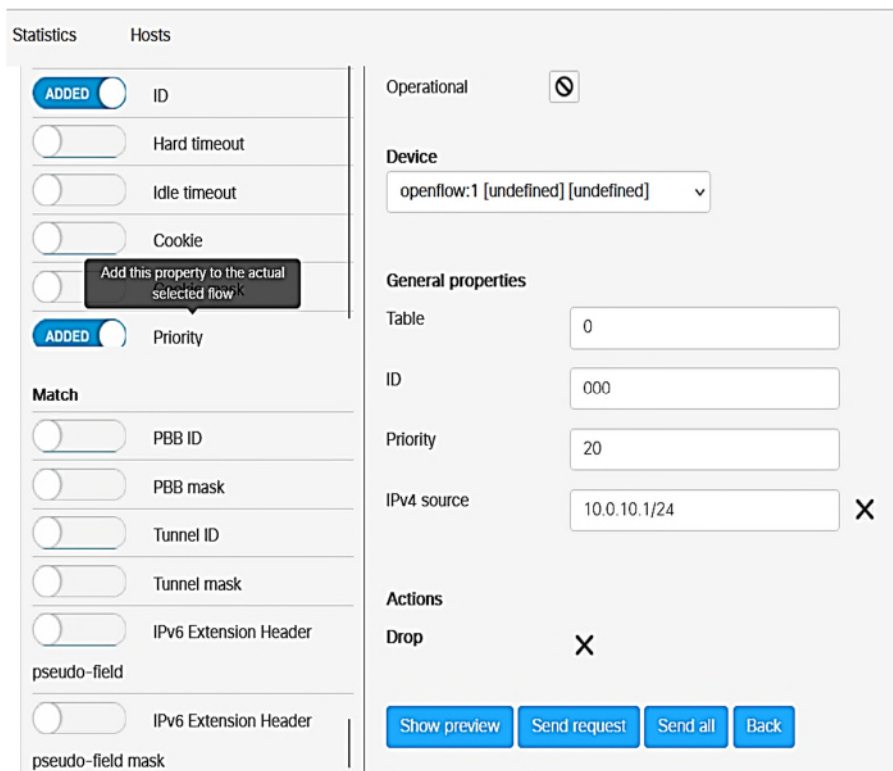 Statistics Hosts
ADDED ID
Hard timeout
Idle timeout
Cookie
Add this property to the actual
selected flow
ADDED Priority
Match
PBB ID
PBB mask
Tunnel ID
Tunnel mask
IPv6 Extension Header
pseudo-field
IPv6 Extension Header
pseudo-field mask
Operational
Device
openflow:1 [undefined] [undefined]
General properties
Table 0
ID 000
Priority 20
IPv4 source 10.0.10.1/24
Actions
Drop
Show preview Send request Send all Back